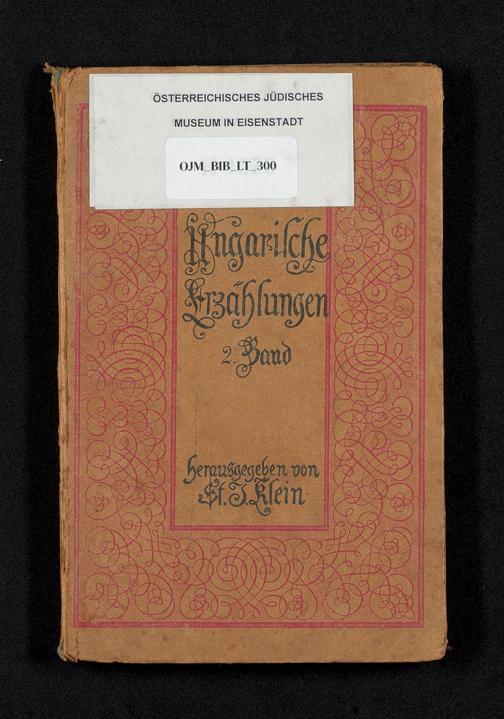 ÖSTERREICHISCHES JÜDISCHES
MUSEUM IN EISENSTADT
OJM_BIB_LT_300
Ungarische
Erzählungen
2. Band
herausgegeben von
St. J. Klein